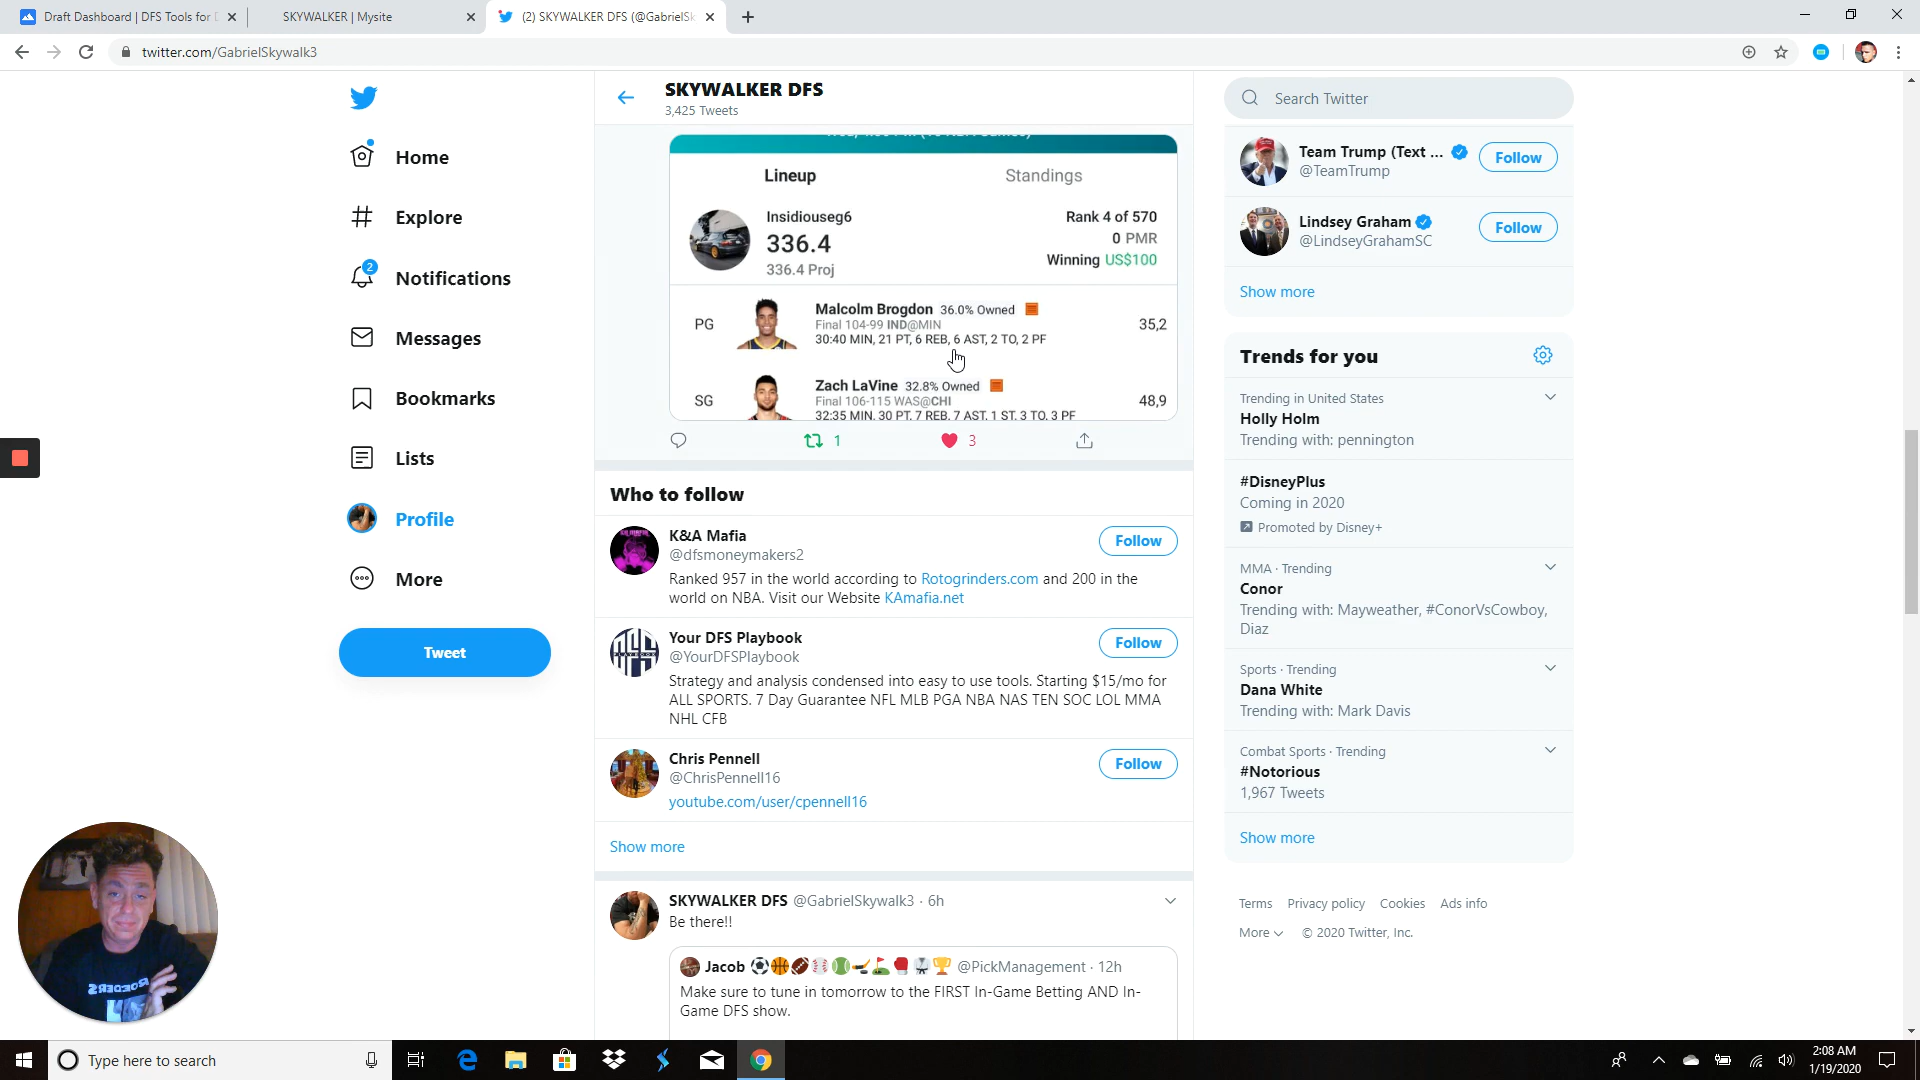 Draft Dashboard | DFS Tools for D
SKYWALKER | Mysite
(2) SKYWALKER DFS (@GabrielSk
twitter.com/GabrielSkywalk3
Home
Explore
2
Notifications
Messages
Bookmarks
Lists
Profile
More
Tweet
SKYWALKER DFS
3,425 Tweets
Lineup
Standings
Insidiouseg6
Rank 4 of 570
336.4
0 PMR
336.4 Proj
Winning US$100
PG
Malcolm Brogdon 36.0% Owned
Final 104-99 IND@MIN
30:40 MIN, 21 PT, 6 REB, 6 AST, 2 TO, 2 PF
35,2
SG
Zach LaVine 32.8% Owned
Final 106-115 WAS@CHI
32:35 MIN, 30 PT, 7 REB, 7 AST, 1 ST, 3 TO, 3 PF
48,9
1
3
Who to follow
K&A Mafia
@dfsmoneymakers2
Follow
Ranked 957 in the world according to Rotogrinders.com and 200 in the
world on NBA. Visit our Website KAmafia.net
Your DFS Playbook
@YourDFSPlaybook
Follow
Strategy and analysis condensed into easy to use tools. Starting $15/mo for
ALL SPORTS. 7 Day Guarantee NFL MLB PGA NBA NAS TEN SOC LOL MMA
NHL CFB
Chris Pennell
@ChrisPennell16
Follow
youtube.com/user/cpennell16
Show more
SKYWALKER DFS @GabrielSkywalk3 · 6h
Be there!!
Jacob @PickManagement · 12h
Make sure to tune in tomorrow to the FIRST In-Game Betting AND In-
Game DFS show.
Search Twitter
Team Trump (Text ...
@TeamTrump
Follow
Lindsey Graham
@LindseyGrahamSC
Follow
Show more
Trends for you
Trending in United States
Holly Holm
Trending with: pennington
#DisneyPlus
Coming in 2020
Promoted by Disney+
MMA · Trending
Conor
Trending with: Mayweather, #ConorVsCowboy,
Diaz
Sports · Trending
Dana White
Trending with: Mark Davis
Combat Sports · Trending
#Notorious
1,967 Tweets
Show more
Terms Privacy policy Cookies Ads info
More © 2020 Twitter, Inc.
Type here to search
2:08 AM
1/19/2020